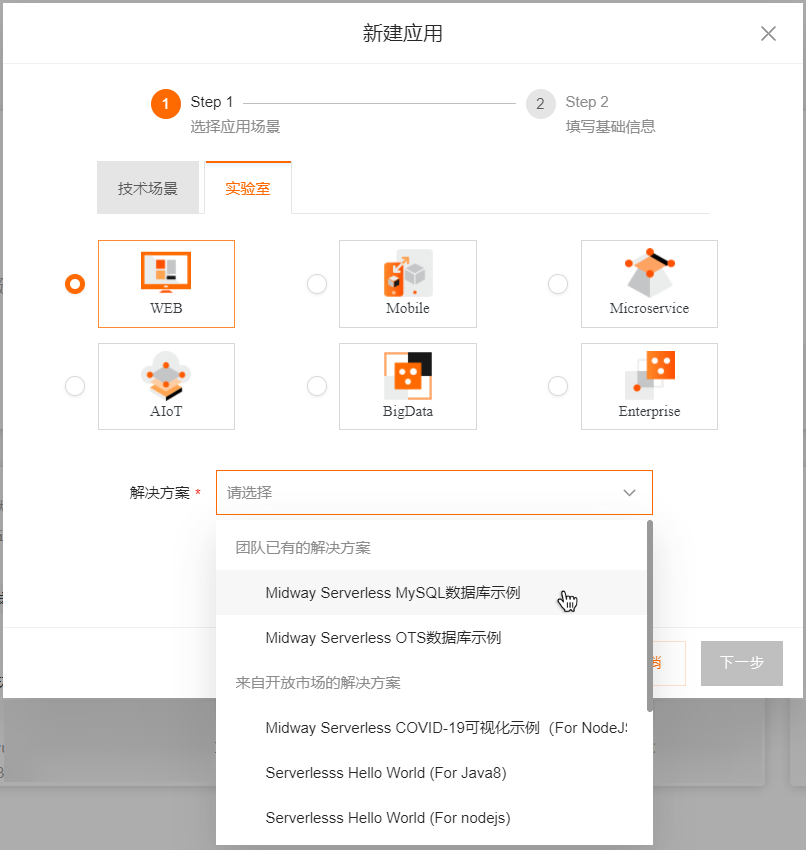 新建应用
1 Step 1
选择应用场景
2 Step 2
填写基础信息
技术场景 实验室
WEB Mobile Microservice
AIoT BigData Enterprise
解决方案 * 请选择
团队已有的解决方案
Midway Serverless MySQL数据库示例
Midway Serverless OTS数据库示例
来自开放市场的解决方案
Midway Serverless COVID-19可视化示例（For NodeJS
Serverlesss Hello World (For Java8)
Serverlesss Hello World (For nodejs)
下一步